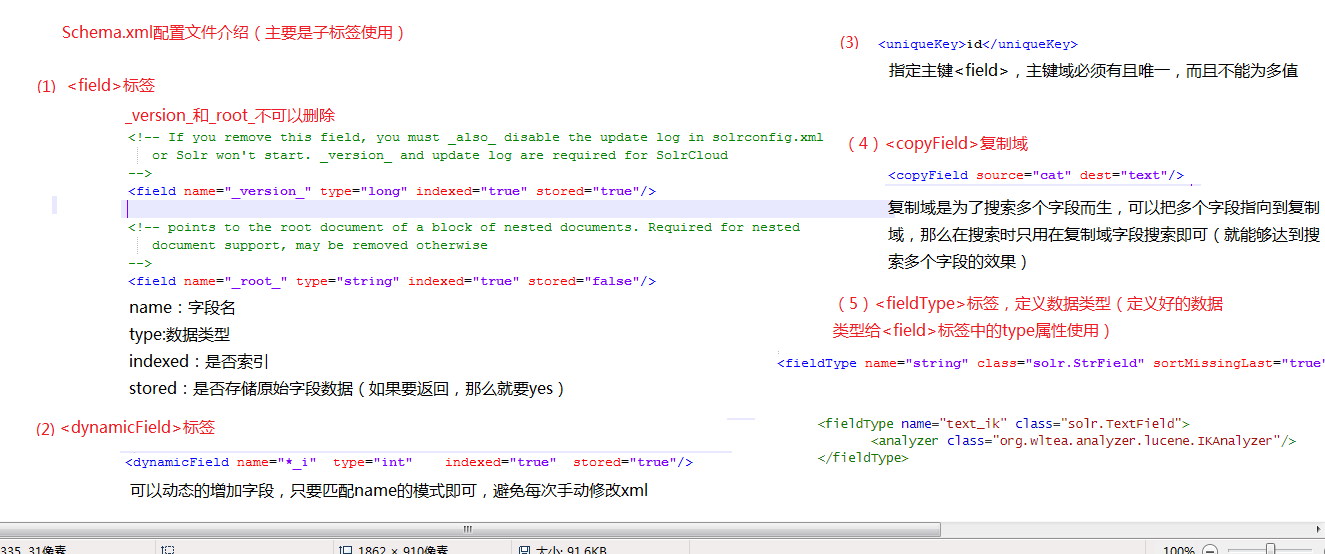 Schema.xml配置文件介绍（主要是子标签使用）
(1) <field>标签
_version_和_root_不可以删除
<!-- If you remove this field, you must _also_ disable the update log in solrconfig.xml
or Solr won't start. _version_ and update log are required for SolrCloud
-->
<field name="_version_" type="long" indexed="true" stored="true"/>
<!-- points to the root document of a block of nested documents. Required for nested
document support, may be removed otherwise
-->
<field name="_root_" type="string" indexed="true" stored="false"/>
name：字段名
type:数据类型
indexed：是否索引
stored：是否存储原始字段数据（如果要返回，那么就要yes）
(2) <dynamicField>标签
<dynamicField name="*_i" type="int" indexed="true" stored="true"/>
可以动态的增加字段，只要匹配name的模式即可，避免每次手动修改xml
(3) <uniqueKey>id</uniqueKey>
指定主键<field>，主键域必须有且唯一，而且不能为多值
（4）<copyField>复制域
<copyField source="cat" dest="text"/>
复制域是为了搜索多个字段而生，可以把多个字段指向到复制
域，那么在搜索时只用在复制域字段搜索即可（就能够达到搜
索多个字段的效果）
（5）<fieldType>标签，定义数据类型（定义好的数据
类型给<field>标签中的type属性使用）
<fieldType name="string" class="solr.StrField" sortMissingLast="true"
<fieldType name="text_ik" class="solr.TextField">
<analyzer class="org.wltea.analyzer.lucene.IKAnalyzer"/>
</fieldType>
335, 31像素
1862 × 910像素
大小: 91.6KB
100%